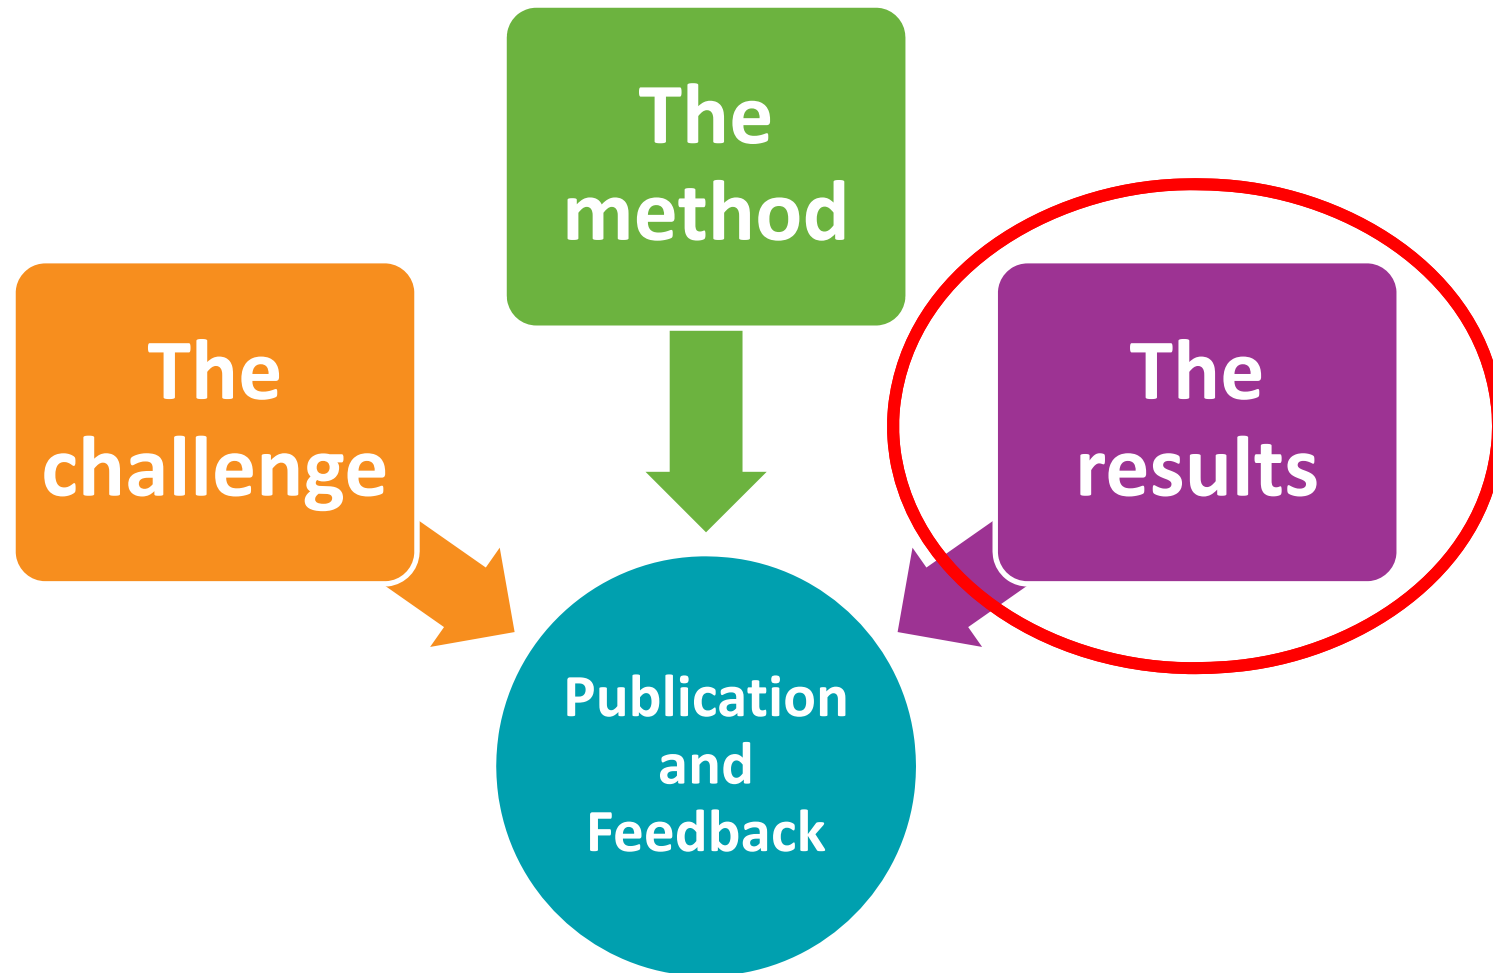 The
method
The
challenge
The
results
Publication
and
Feedback